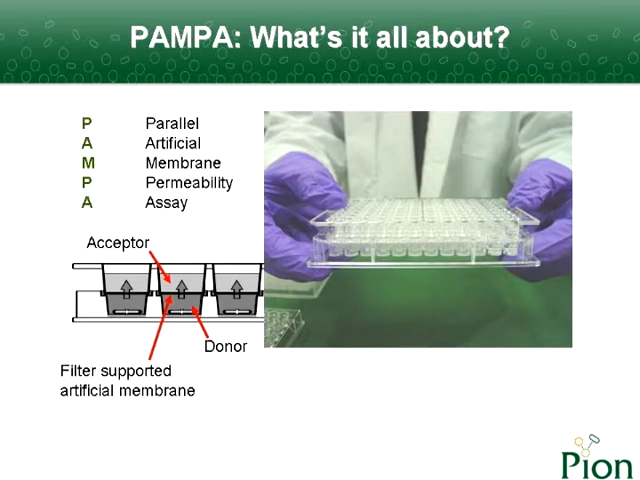 PAMPA: What's it all about?
P Parallel
A Artificial
M Membrane
P Permeability
A Assay
Acceptor
Donor
Filter supported
artificial membrane
Pion